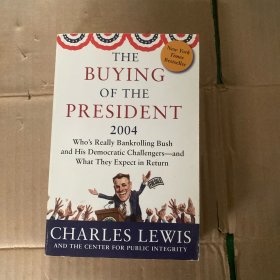 New York
Times
Bestseller
THE
BUYING
OF THE
PRESIDENT
2004
Who's Really Bankrolling Bush
and His Democratic Challengers—and
What They Expect in Return
CHARLES LEWIS
AND THE CENTER FOR PUBLIC INTEGRITY